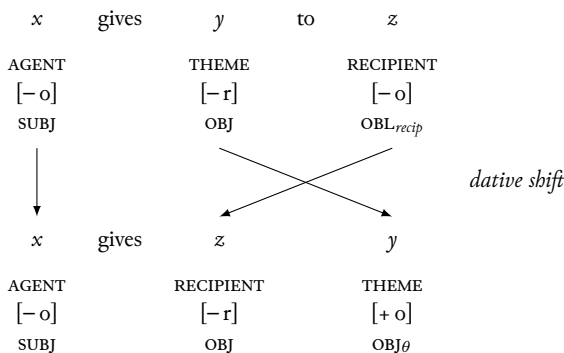 x gives y to z
AGENT THEME RECIPIENT
[− o] [− r] [− o]
SUBJ OBJ OBLrecip
dative shift
x gives z y
AGENT RECIPIENT THEME
[− o] [− r] [+ o]
SUBJ OBJ OBJθ